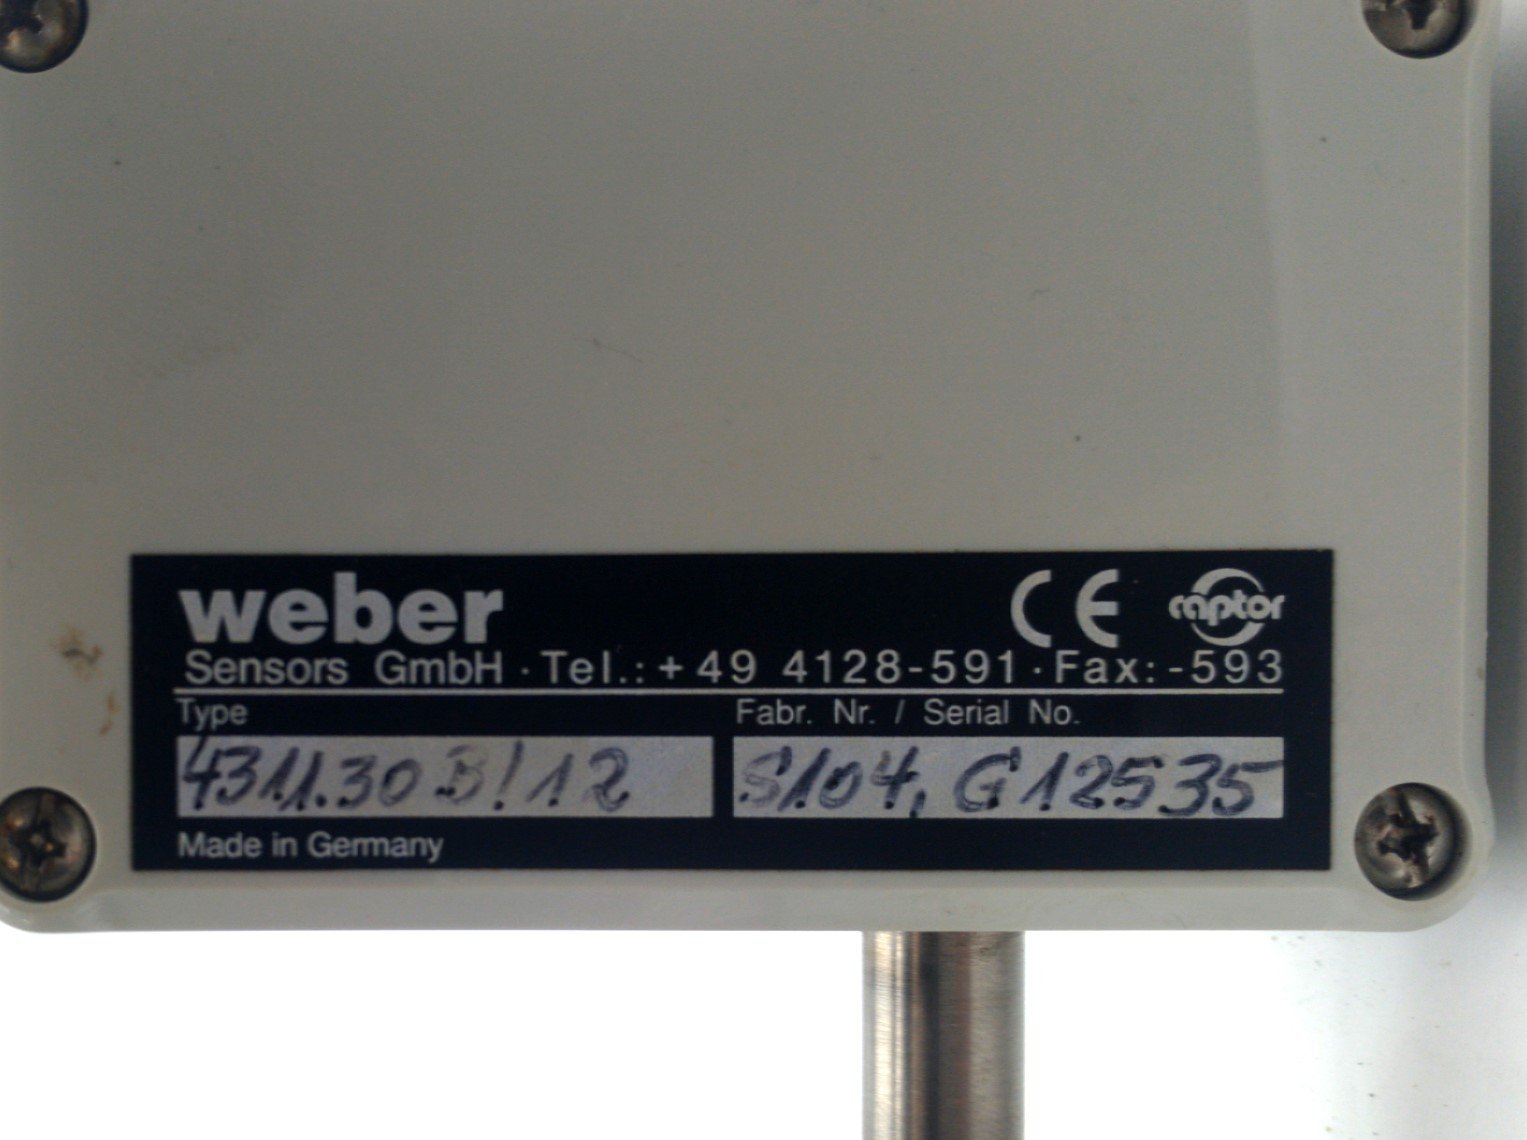 weber CE captor
Sensors GmbH · Tel.: +49 4128-591 · Fax: -593
Type Fabr. Nr. / Serial No.
4311.30 B! 12 S104, G12535
Made in Germany